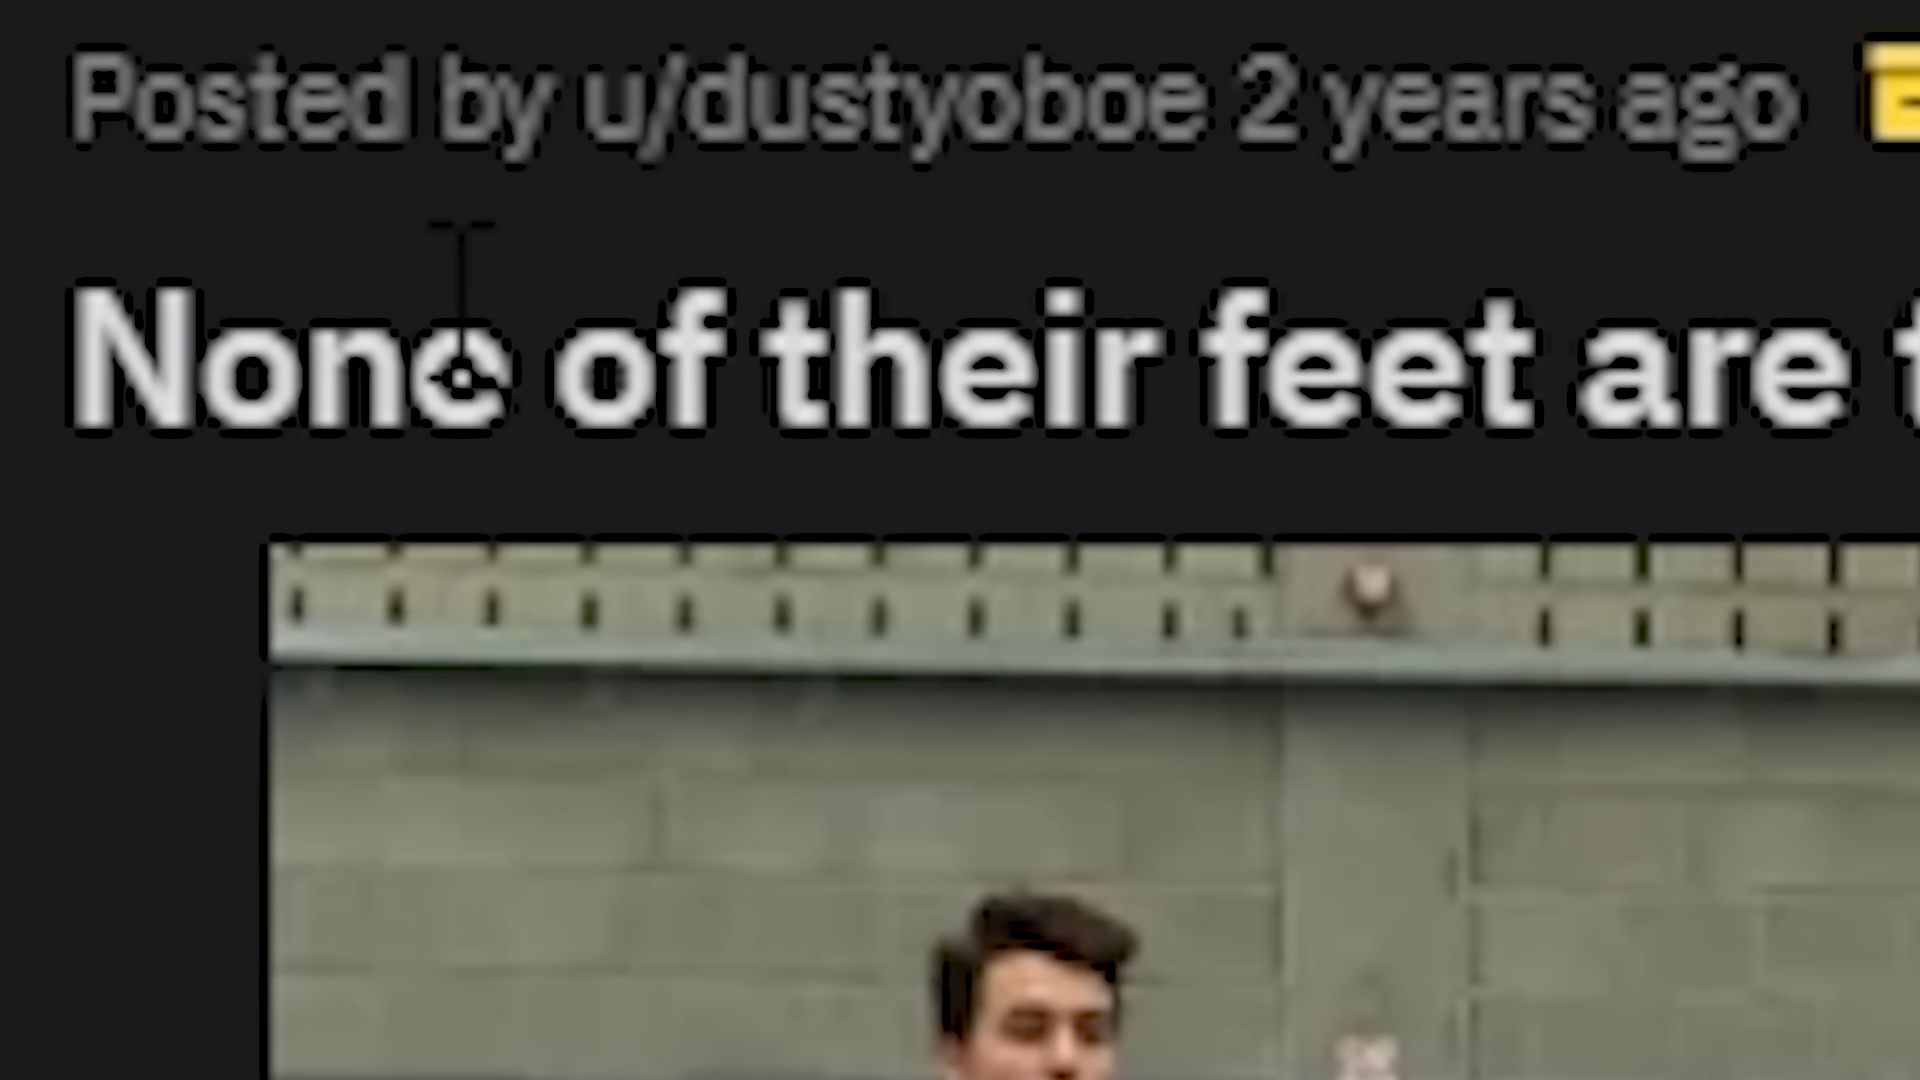 Posted by u/dustyoboe 2 years ago
None of their feet are